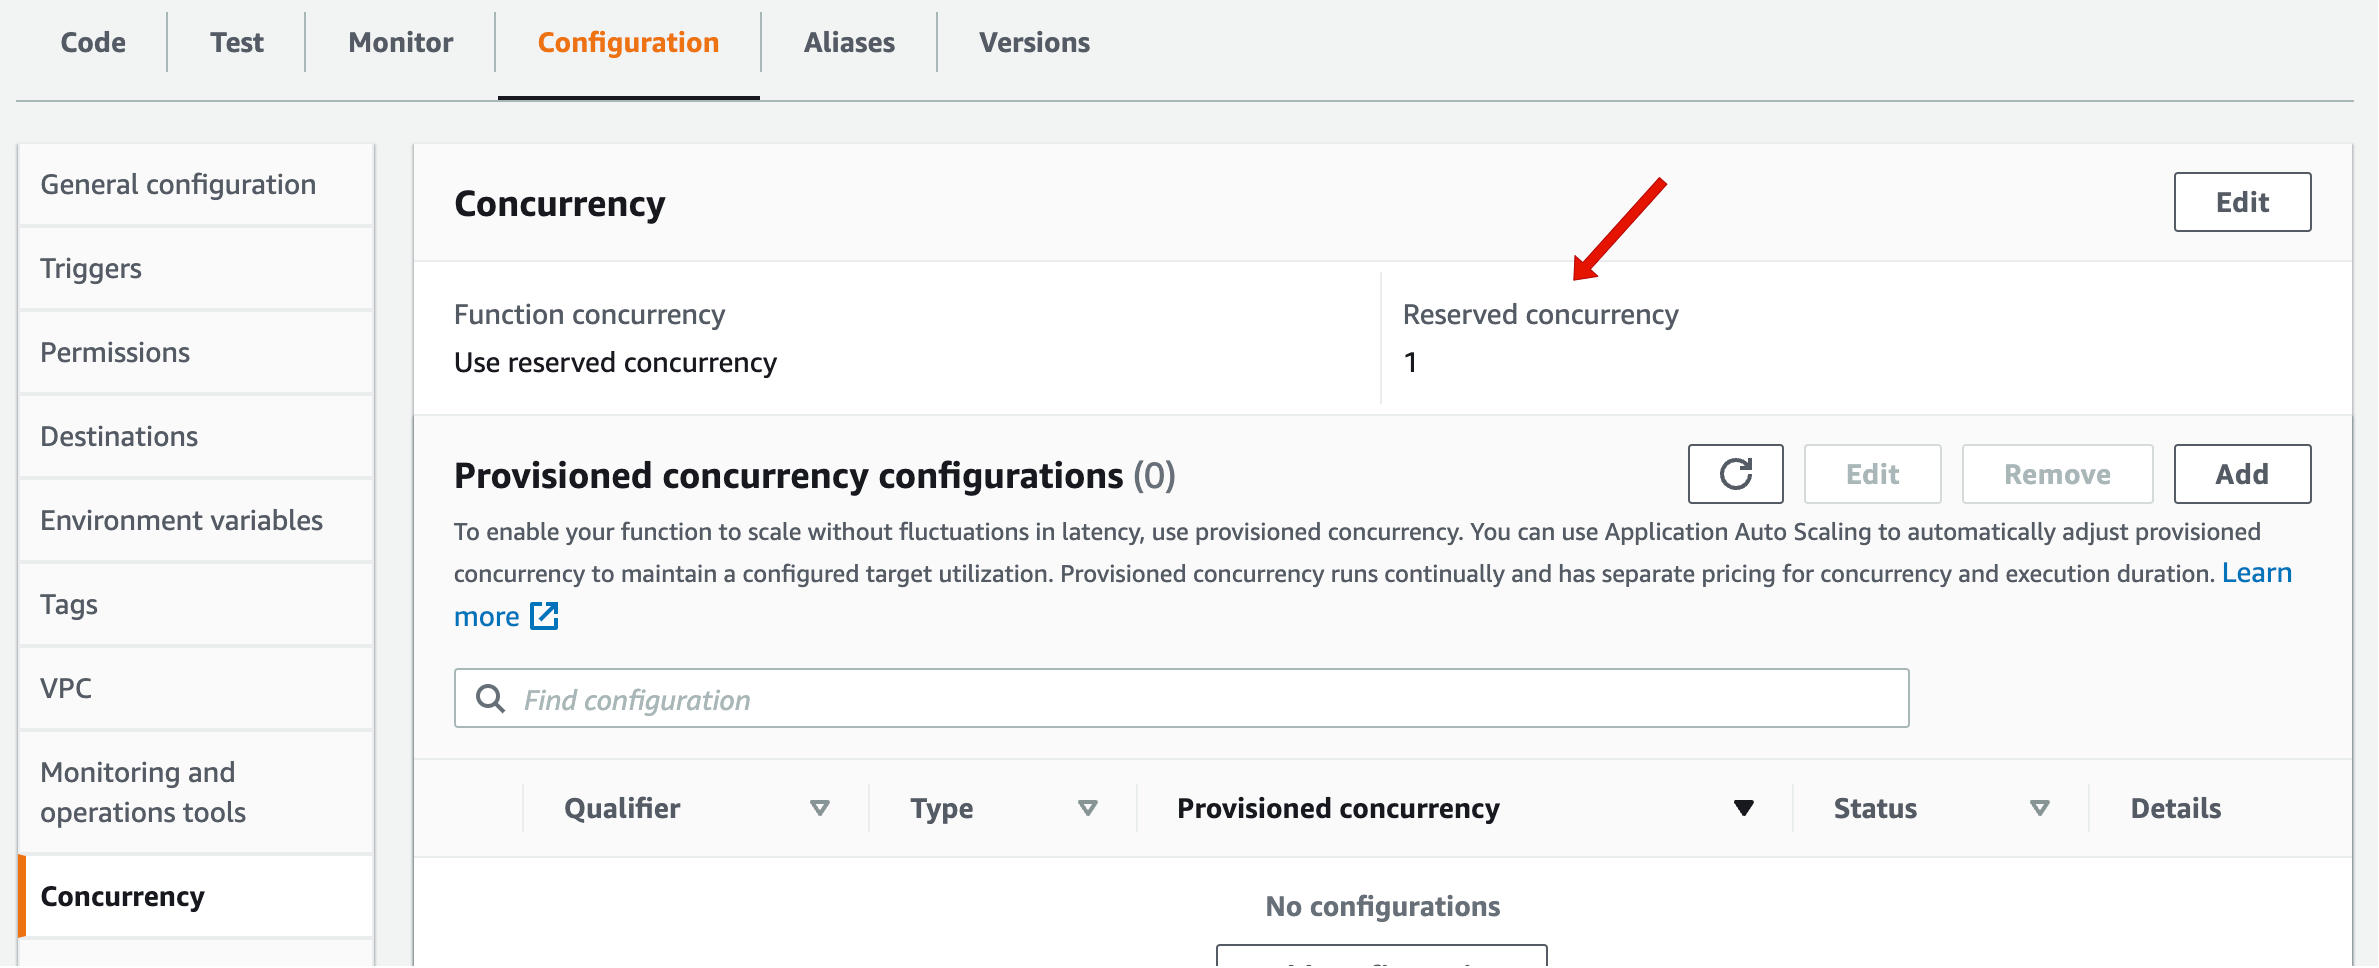 Code
Test
Monitor
Configuration
Aliases
Versions
General configuration
Triggers
Permissions
Destinations
Environment variables
Tags
VPC
Monitoring and
operations tools
Concurrency
Concurrency
Edit
Function concurrency
Use reserved concurrency
Reserved concurrency
1
Provisioned concurrency configurations (0)
Edit
Remove
Add
To enable your function to scale without fluctuations in latency, use provisioned concurrency. You can use Application Auto Scaling to automatically adjust provisioned
concurrency to maintain a configured target utilization. Provisioned concurrency runs continually and has separate pricing for concurrency and execution duration. Learn
more
Find configuration
Qualifier
Type
Provisioned concurrency
Status
Details
No configurations